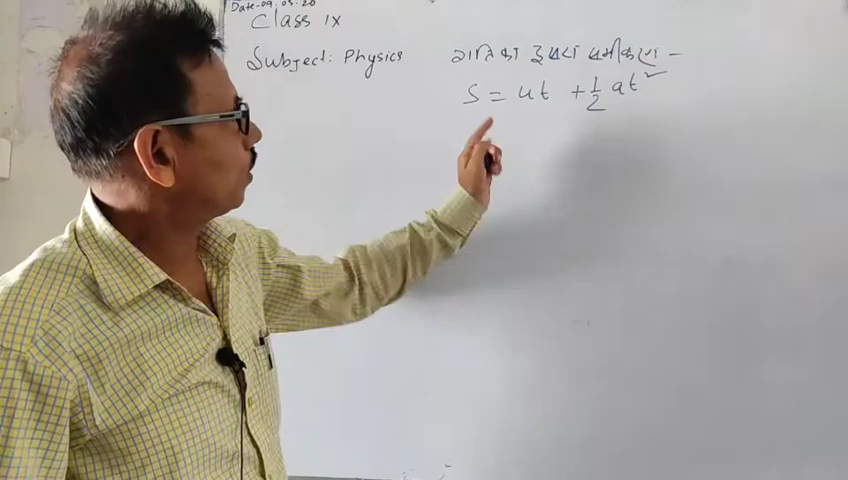 Date-09.05.20
Class IX
Subject: Physics
गति का दूसरा समीकरण -
S = ut + 1/2 at²